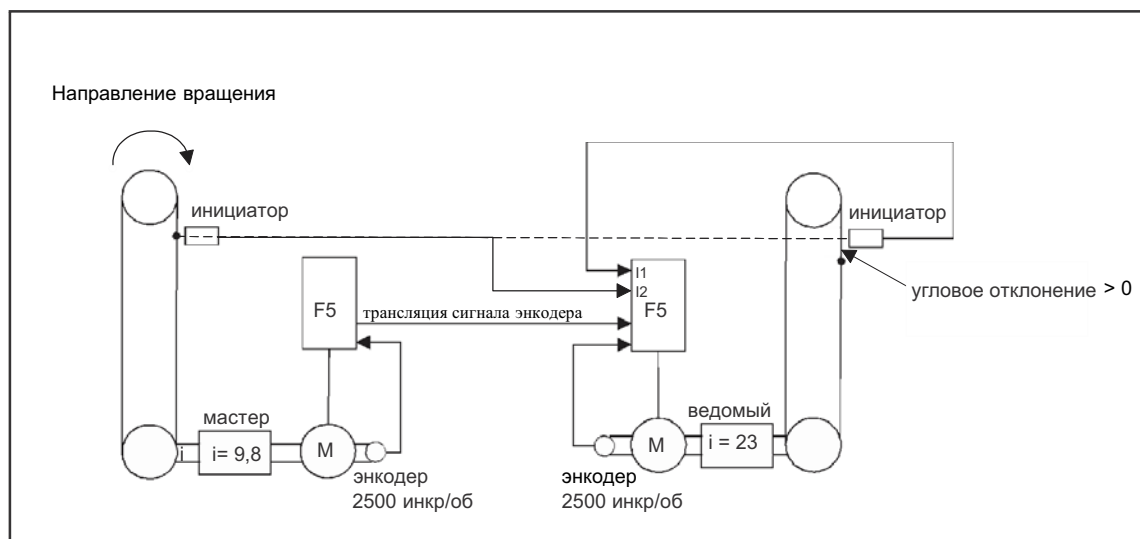 Направление вращения
инициатор
инициатор
I1
I2
F5
F5
трансляция сигнала энкодера
угловое отклонение > 0
мастер
ведомый
i
i= 9,8
M
M
i = 23
энкодер
2500 инкр/об
энкодер
2500 инкр/об